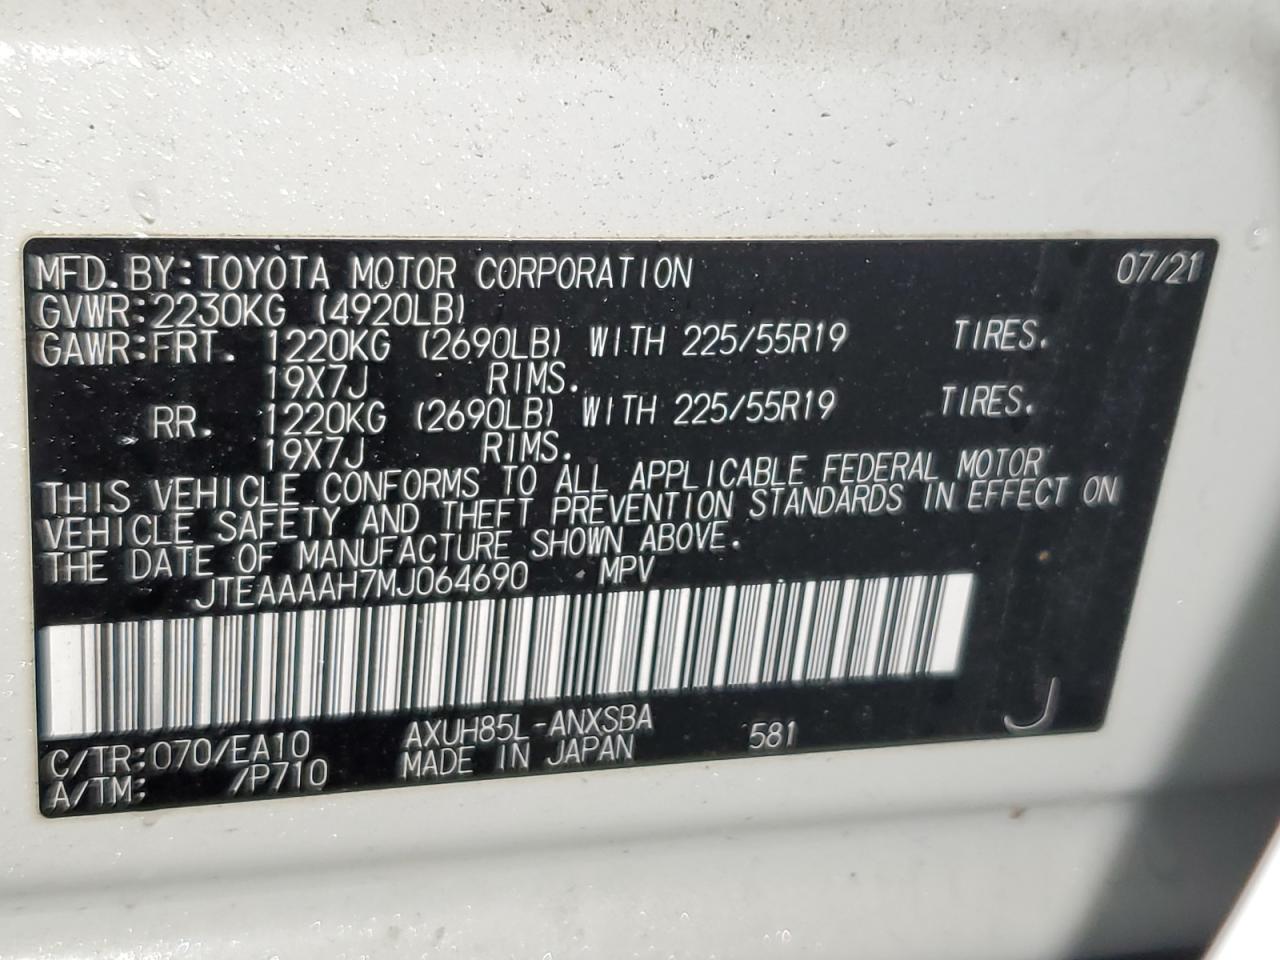 MFD. BY: TOYOTA MOTOR CORPORATION 07/21
GVWR: 2230KG (4920LB)
GAWR: FRT. 1220KG (2690LB) WITH 225/55R19 TIRES.
19X7J RIMS.
RR. 1220KG (2690LB) WITH 225/55R19 TIRES.
19X7J RIMS.
THIS VEHICLE CONFORMS TO ALL APPLICABLE FEDERAL MOTOR
VEHICLE SAFETY AND THEFT PREVENTION STANDARDS IN EFFECT ON
THE DATE OF MANUFACTURE SHOWN ABOVE.
JTEAAAAH7MJ064690 MPV
C/TR: 070/EA10 AXUH85L-ANXSBA 581 J
A/TM: /P710 MADE IN JAPAN